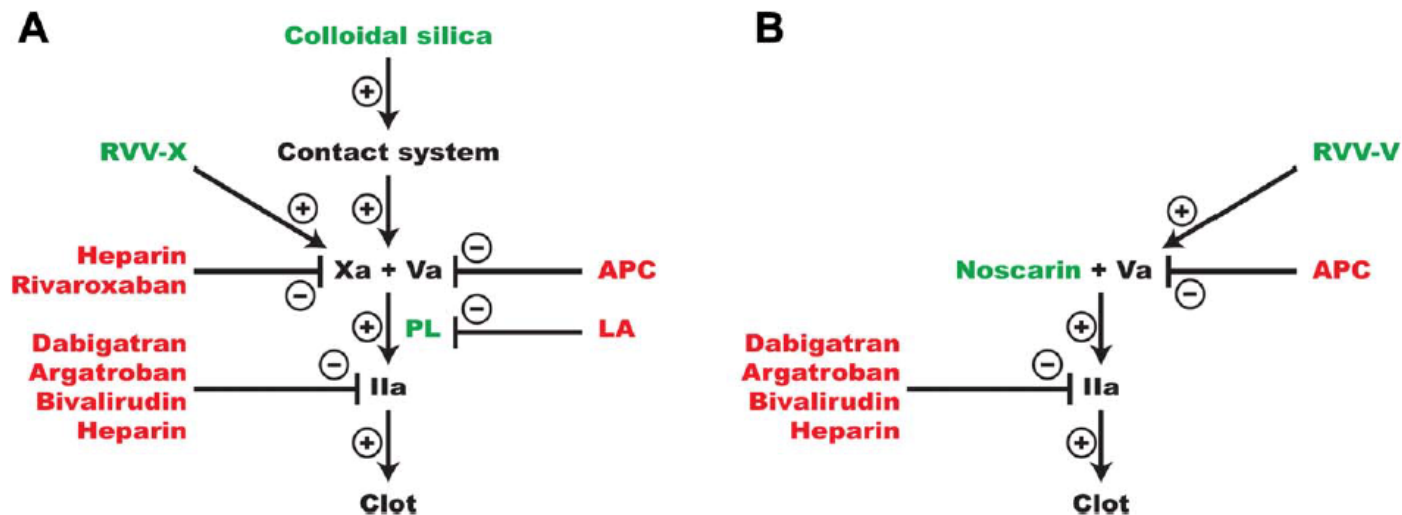 A
Colloidal silica
+
RVV-X
Contact system
+
+
Heparin
Rivaroxaban
−
Xa + Va
−
APC
+
PL
−
LA
Dabigatran
Argatroban
Bivalirudin
Heparin
−
IIa
+
Clot
B
RVV-V
+
Noscarin + Va
−
APC
+
Dabigatran
Argatroban
Bivalirudin
Heparin
−
IIa
+
Clot